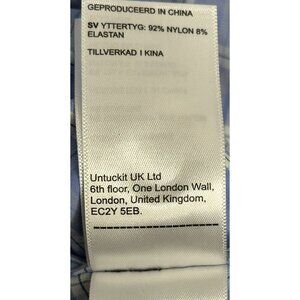 GEPRODUCEERD IN CHINA
SV YTTERTYG: 92% NYLON 8%
ELASTAN
TILLVERKAD I KINA
Untuckit UK Ltd
6th floor, One London Wall,
London, United Kingdom,
EC2Y 5EB.